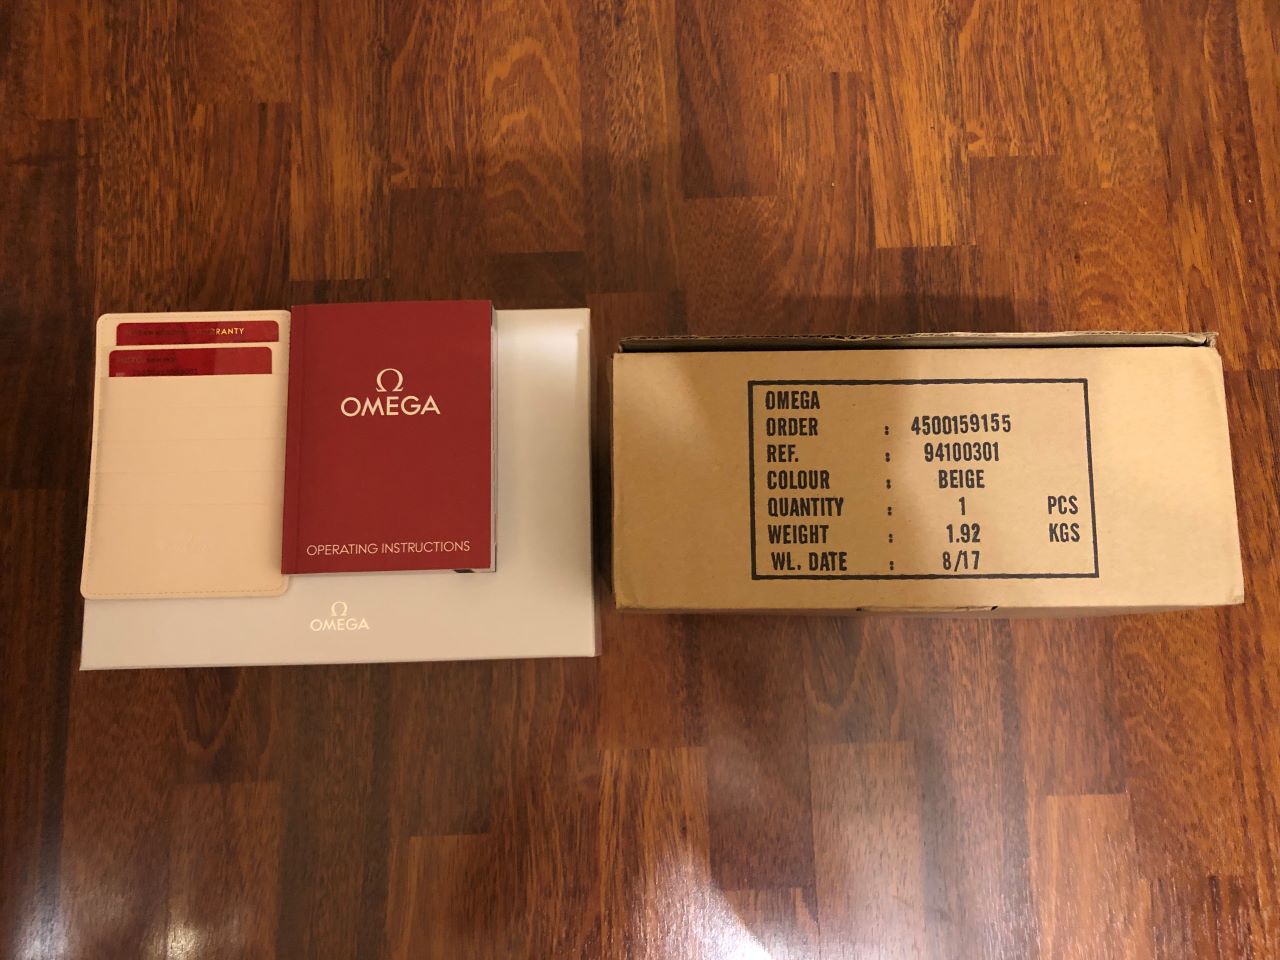 RANTY
Ω
OMEGA
OPERATING INSTRUCTIONS
Ω
OMEGA
OMEGA
ORDER : 4500159155
REF. : 94100301
COLOUR : BEIGE
QUANTITY : 1 PCS
WEIGHT : 1.92 KGS
WL. DATE : 8/17